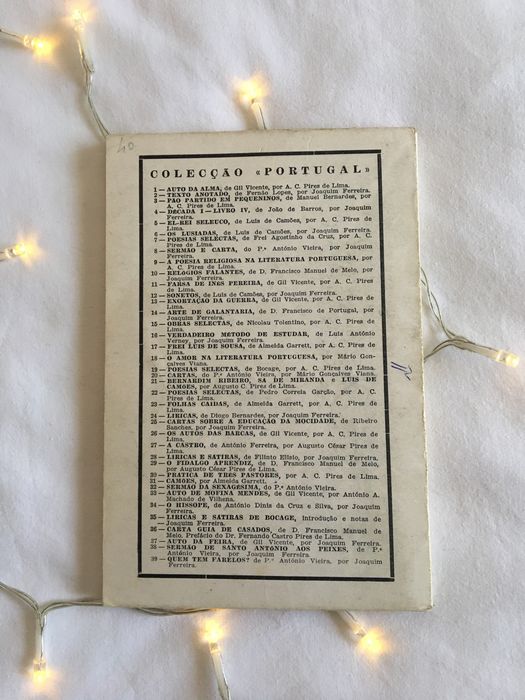 40
COLECÇÃO «PORTUGAL»
1 — AUTO DA ALMA, de Gil Vicente, por A. C. Pires de Lima.
2 — TEXTO ANOTADO, de Fernão Lopes, por Joaquim Ferreira.
3 — PÃO PARTIDO EM PEQUENINOS, de Manuel Bernardes, por
A. C. Pires de Lima.
4 — DÉCADA I — LIVRO IV, de João de Barros, por Joaquim
Ferreira.
5 — EL-REI SELEUCO, de Luís de Camões, por A. C. Pires de
Lima.
6 — OS LUSIADAS, de Luís de Camões, por Joaquim Ferreira.
7 — POESIAS SELECTAS, de Frei Agostinho da Cruz, por A. C.
Pires de Lima.
8 — SERMÃO E CARTA, do P.e António Vieira, por Joaquim
Ferreira.
9 — A POESIA RELIGIOSA NA LITERATURA PORTUGUESA, por
A. C. Pires de Lima.
10 — RELÓGIOS FALANTES, de D. Francisco Manuel de Melo, por
Joaquim Ferreira.
11 — FARSA DE INÊS PEREIRA, de Gil Vicente, por A. C. Pires
de Lima.
12 — SONETOS, de Luís de Camões, por Joaquim Ferreira.
13 — EXORTAÇÃO DA GUERRA, de Gil Vicente, por A. C. Pires de
Lima.
14 — ARTE DE GALANTARIA, de D. Francisco de Portugal, por
Joaquim Ferreira.
15 — OBRAS SELECTAS, de Nicolau Tolentino, por A. C. Pires de
Lima.
16 — VERDADEIRO MÉTODO DE ESTUDAR, de Luís António
Verney, por Joaquim Ferreira.
17 — FREI LUÍS DE SOUSA, de Almeida Garrett, por A. C. Pires
de Lima.
18 — O AMOR NA LITERATURA PORTUGUESA, por Mário Gon-
çalves Viana.
19 — POESIAS SELECTAS, de Bocage, por A. C. Pires de Lima.
20 — CARTAS, do P.e António Vieira, por Mário Gonçalves Viana.
21 — BERNARDIM RIBEIRO, SÁ DE MIRANDA e LUÍS DE
CAMÕES, por Augusto C. Pires de Lima.
22 — POESIAS SELECTAS, de Pedro Correia Garção, por A. C.
Pires de Lima.
23 — FOLHAS CAÍDAS, de Almeida Garrett, por A. C. Pires de
Lima.
24 — LÍRICAS, de Diogo Bernardes, por Joaquim Ferreira.
25 — CARTAS SOBRE A EDUCAÇÃO DA MOCIDADE, de Ribeiro
Sanches, por Joaquim Ferreira.
26 — OS AUTOS DAS BARCAS, de Gil Vicente, por A. C. Pires de
Lima.
27 — A CASTRO, de António Ferreira, por Augusto César Pires
de Lima.
28 — LÍRICAS E SÁTIRAS, de Filinto Elísio, por Joaquim Ferreira.
29 — O FIDALGO APRENDIZ, de D. Francisco Manuel de Melo,
por Augusto César Pires de Lima.
30 — PRÁTICA DE TRÊS PASTORES, por A. C. Pires de Lima.
31 — CAMÕES, por Almeida Garrett.
32 — SERMÃO DA SEXAGÉSIMA, do P.e António Vieira.
33 — AUTO DE MOFINA MENDES, de Gil Vicente, por António A.
Machado de Vilhena.
34 — O HISSOPE, de António Dinis da Cruz e Silva, por Joaquim
Ferreira.
35 — LÍRICAS E SÁTIRAS DE BOCAGE, introdução e notas de
Joaquim Ferreira.
36 — CARTA GUIA DE CASADOS, de D. Francisco Manuel de
Melo, Prefácio do Dr. Fernando Castro Pires de Lima.
37 — AUTO DA FEIRA, de Gil Vicente, por Joaquim Ferreira.
38 — SERMÃO DE SANTO ANTÓNIO AOS PEIXES, de P.e
António Vieira, por Joaquim Ferreira.
39 — QUEM TEM FARELOS? de P.e António Vieira, por Joaquim
Ferreira.